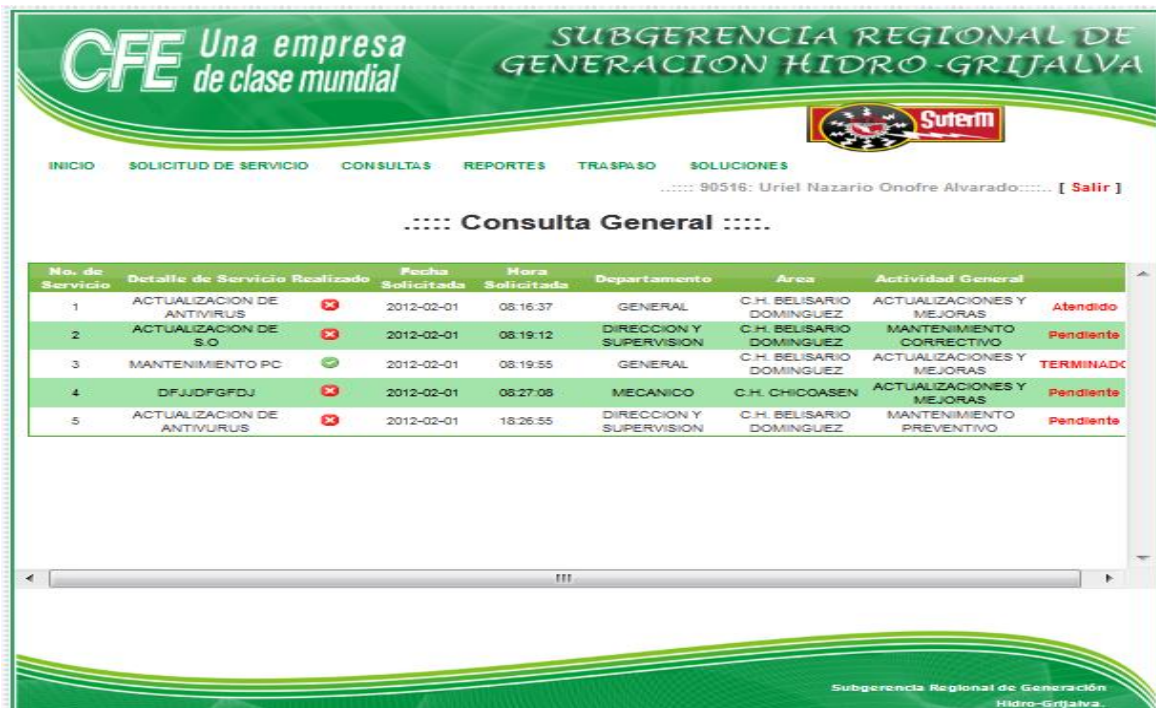 CFE Una empresa
de clase mundial
SUBGERENCIA REGIONAL DE
GENERACION HIDRO-GRIJALVA
Suterm
INICIO SOLICITUD DE SERVICIO CONSULTAS REPORTES TRASPASO SOLUCIONES
..:::: 90516: Uriel Nazario Onofre Alvarado::::.. [ Salir ]
.:::: Consulta General ::::.
No. de Servicio Detalle de Servicio Realizado Fecha Solicitada Hora Solicitada Departamento Area Actividad General
1 ACTUALIZACION DE ANTIVIRUS 2012-02-01 08:16:37 GENERAL C.H. BELISARIO DOMINGUEZ ACTUALIZACIONES Y MEJORAS Atendido
2 ACTUALIZACION DE S.O 2012-02-01 08:19:12 DIRECCION Y SUPERVISION C.H. BELISARIO DOMINGUEZ MANTENIMIENTO CORRECTIVO Pendiente
3 MANTENIMIENTO PC 2012-02-01 08:19:55 GENERAL C.H. BELISARIO DOMINGUEZ ACTUALIZACIONES Y MEJORAS TERMINADO
4 DFJJDFGFDJ 2012-02-01 08:27:08 MECANICO C.H. CHICOASEN ACTUALIZACIONES Y MEJORAS Pendiente
5 ACTUALIZACION DE ANTIVURUS 2012-02-01 18:26:55 DIRECCION Y SUPERVISION C.H. BELISARIO DOMINGUEZ MANTENIMIENTO PREVENTIVO Pendiente
Subgerencia Regional de Generación
Hidro-Grijalva.